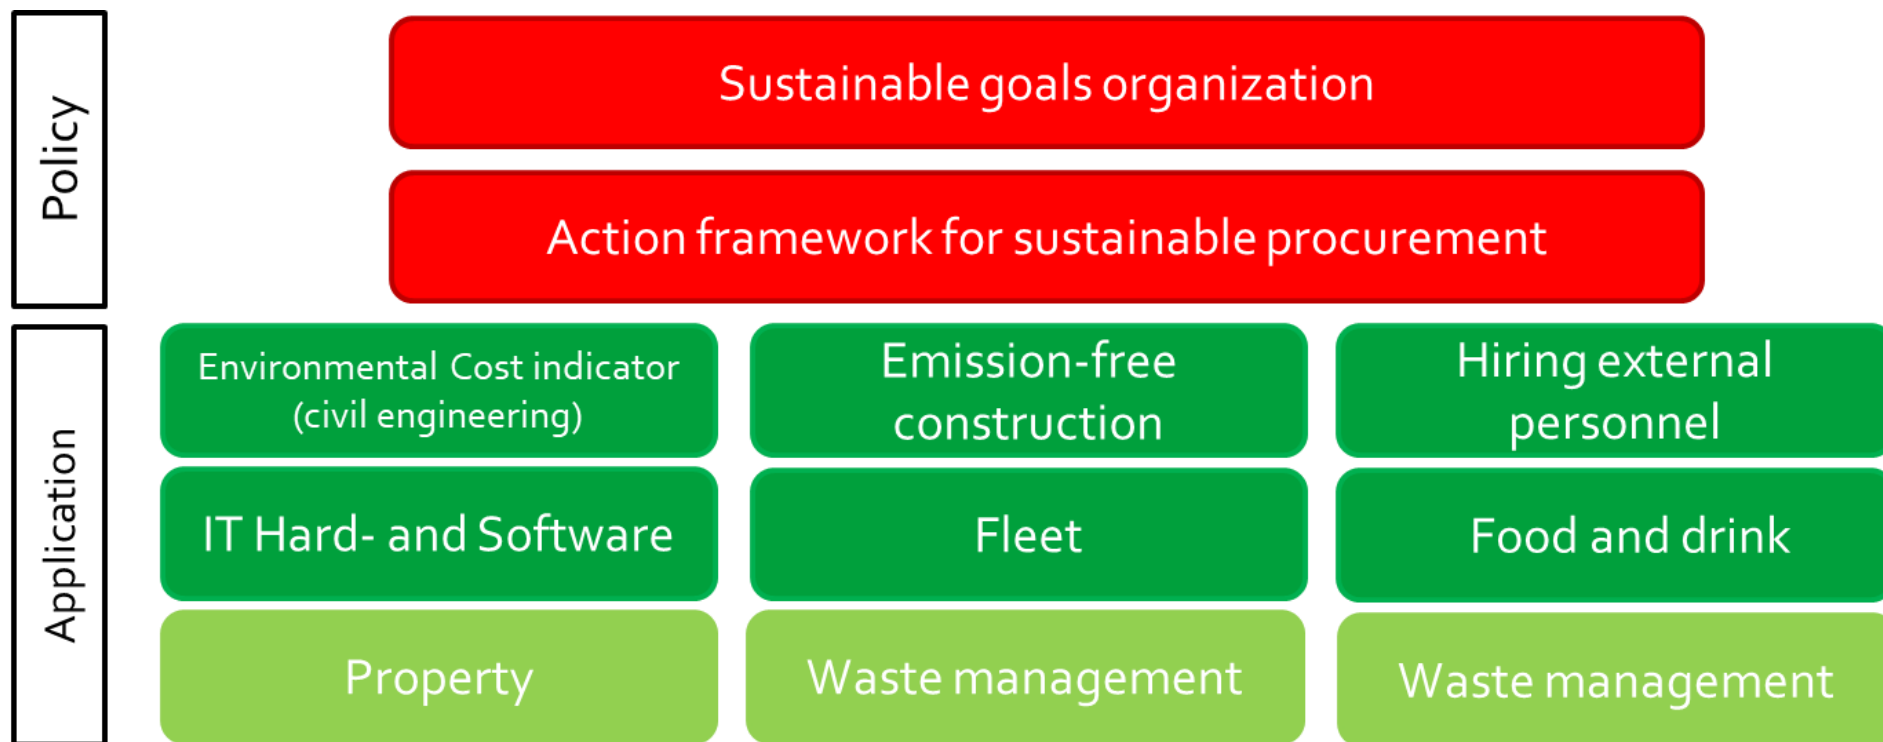 Policy
Sustainable goals organization
Action framework for sustainable procurement
Application
Environmental Cost indicator
(civil engineering)
Emission-free
construction
Hiring external
personnel
IT Hard- and Software
Fleet
Food and drink
Property
Waste management
Waste management